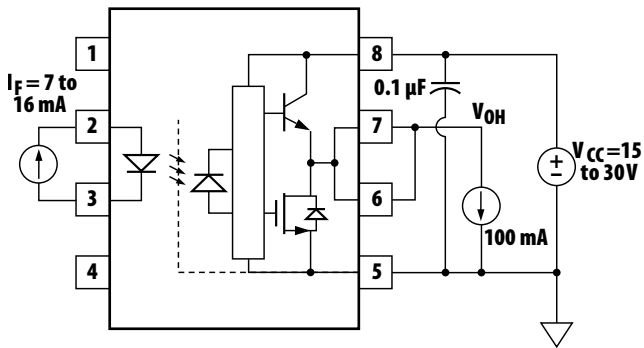 1
8
I_F = 7 to
16 mA
0.1 µF
2
7
V_OH
V_CC = 15
to 30V
+
−
3
6
100 mA
4
5